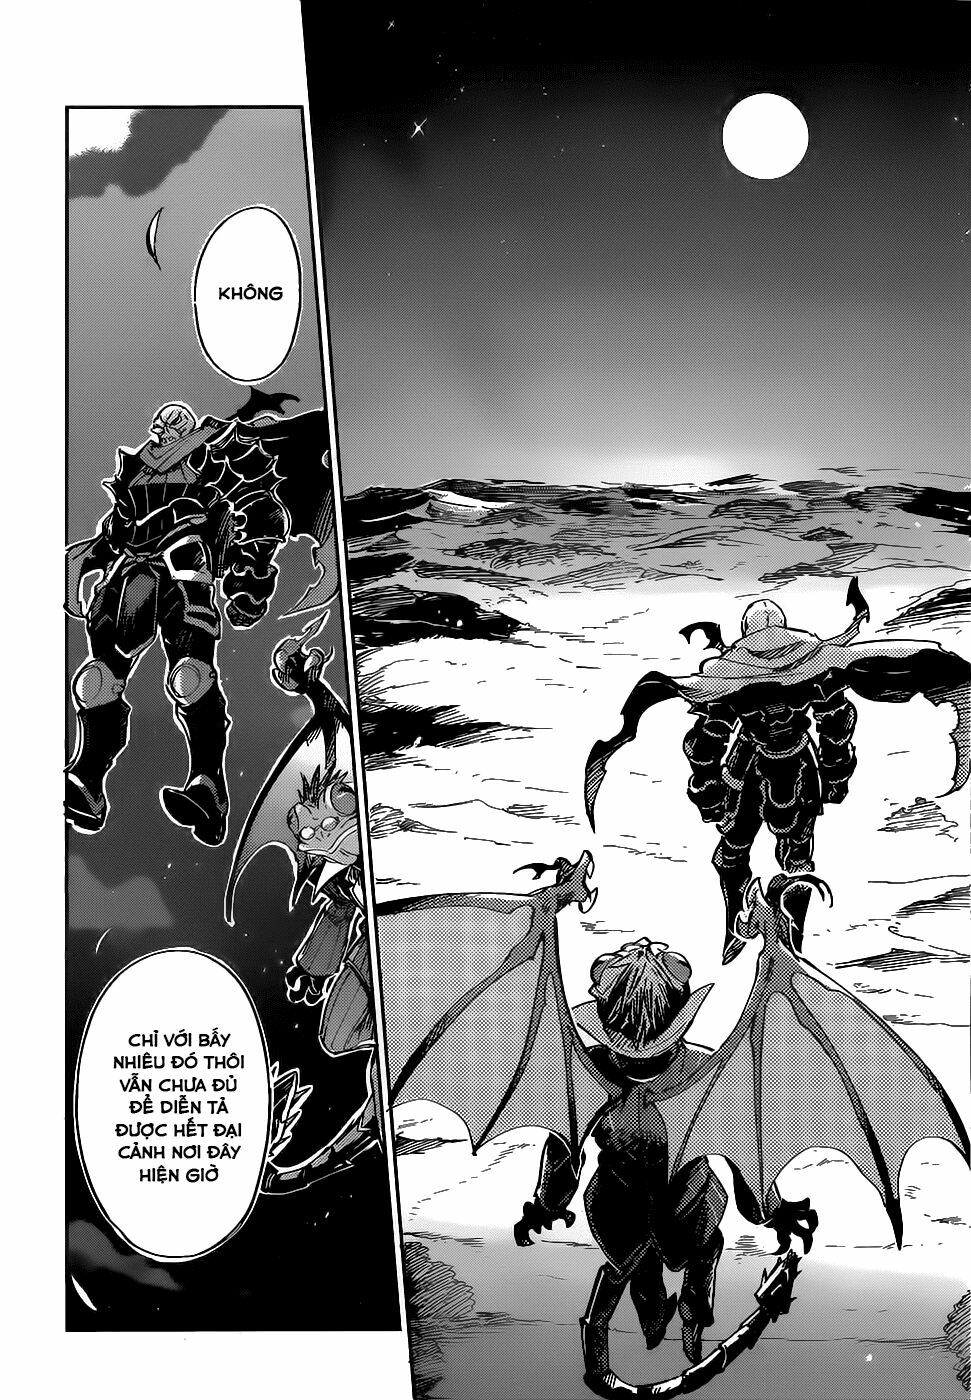 KHÔNG
CHỈ VỚI BẤY
NHIÊU ĐÓ THÔI
VẪN CHƯA ĐỦ
ĐỂ DIỄN TẢ
ĐƯỢC HẾT ĐẠI
CẢNH NƠI ĐÂY
HIỆN GIỜ